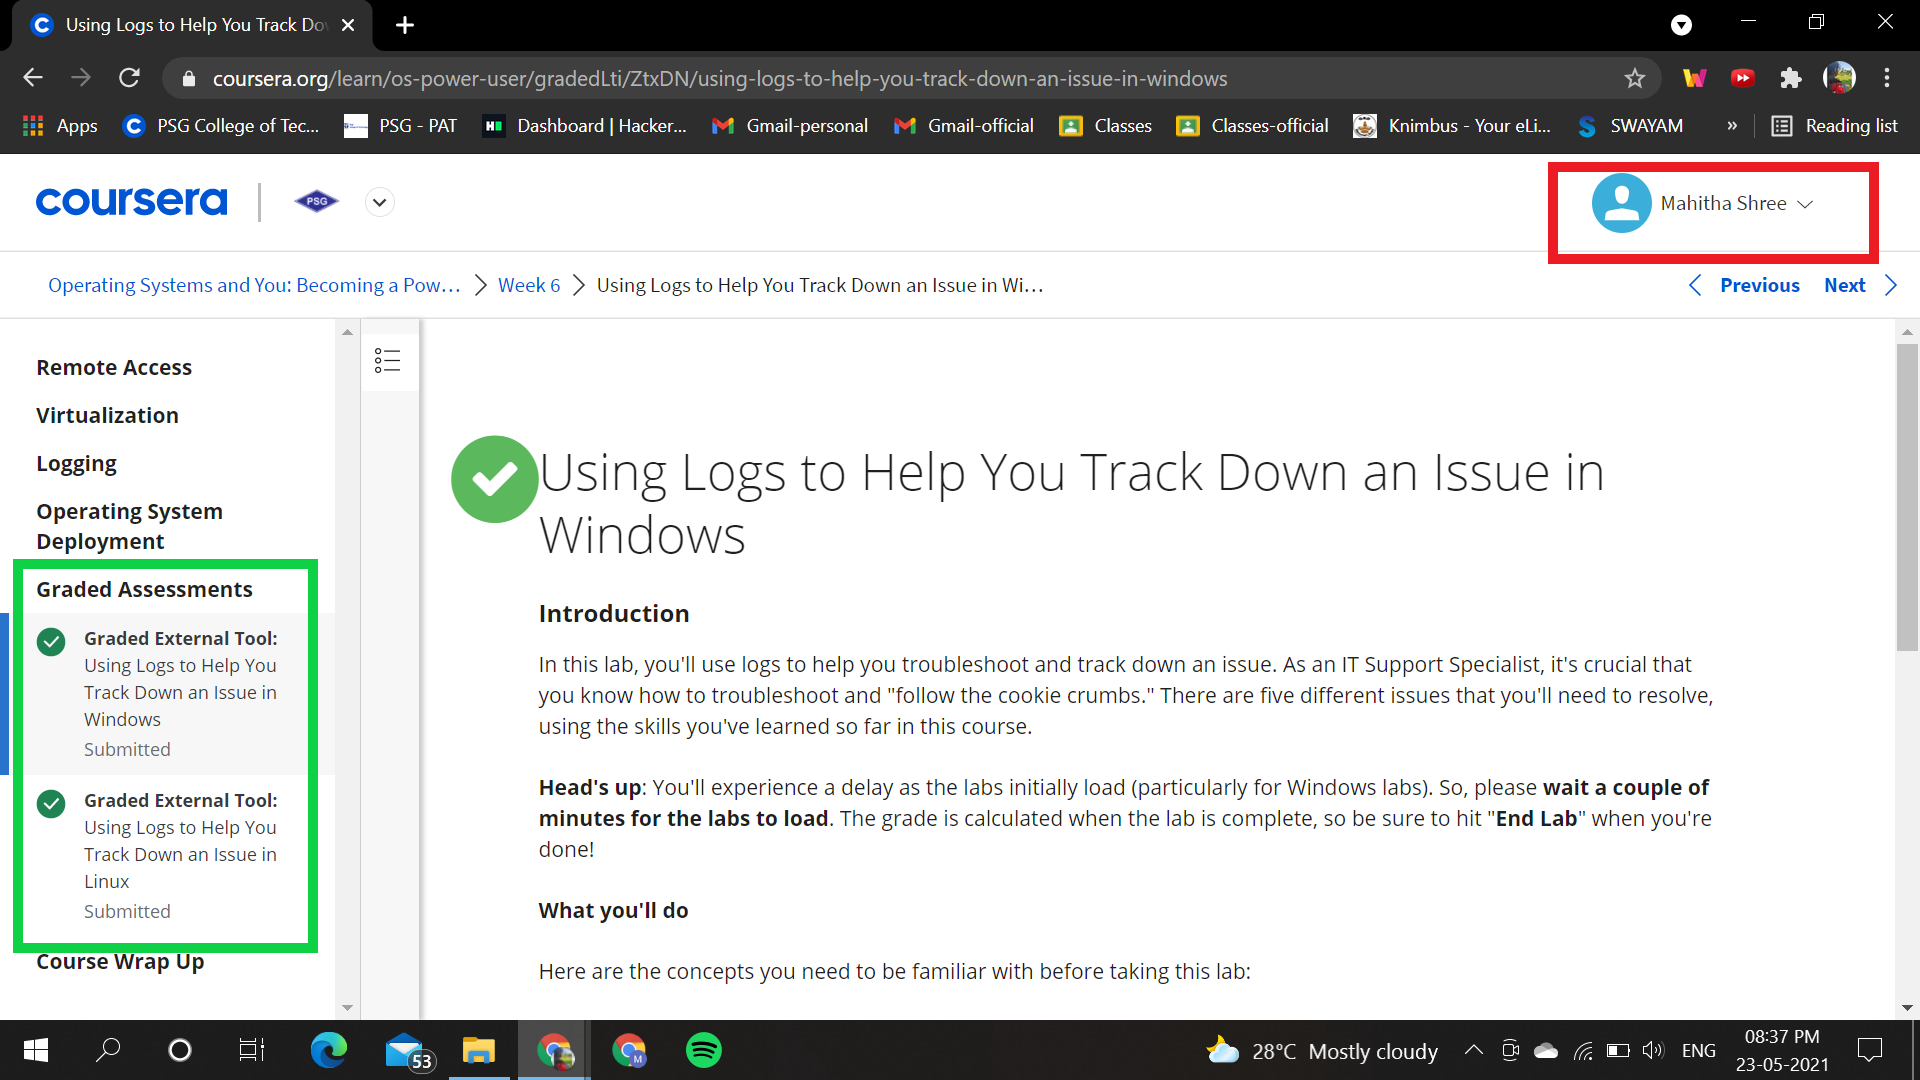 Using Logs to Help You Track Do
coursera.org/learn/os-power-user/gradedLti/ZtxDN/using-logs-to-help-you-track-down-an-issue-in-windows
Apps PSG College of Tec... PSG - PAT Dashboard | Hacker... Gmail-personal Gmail-official Classes Classes-official Knimbus - Your eLi... SWAYAM » Reading list
coursera PSG Mahitha Shree
Operating Systems and You: Becoming a Pow... Week 6 Using Logs to Help You Track Down an Issue in Wi... Previous Next
Remote Access
Virtualization
Logging
Operating System
Deployment
Graded Assessments
Graded External Tool:
Using Logs to Help You
Track Down an Issue in
Windows
Submitted
Graded External Tool:
Using Logs to Help You
Track Down an Issue in
Linux
Submitted
Course Wrap Up
Using Logs to Help You Track Down an Issue in
Windows
Introduction
In this lab, you'll use logs to help you troubleshoot and track down an issue. As an IT Support Specialist, it's crucial that
you know how to troubleshoot and "follow the cookie crumbs." There are five different issues that you'll need to resolve,
using the skills you've learned so far in this course.
Head's up: You'll experience a delay as the labs initially load (particularly for Windows labs). So, please wait a couple of
minutes for the labs to load. The grade is calculated when the lab is complete, so be sure to hit "End Lab" when you're
done!
What you'll do
Here are the concepts you need to be familiar with before taking this lab:
53 M 28°C Mostly cloudy ENG 08:37 PM
23-05-2021